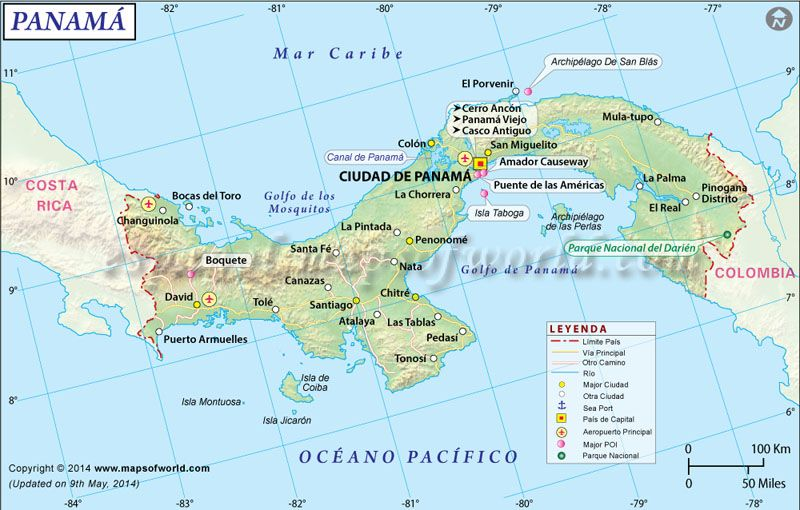 PANAMÁ
-82°
-81°
-80°
-79°
-78°
-77°
N
Mar Caribe
11°
9°
Archipélago De San Blás
El Porvenir
Cerro Ancón
Panamá Viejo
Casco Antiguo
Mula-tupo
Colón
San Miguelito
Canal de Panamá
Amador Causeway
CIUDAD DE PANAMÁ
COSTA
RICA
10°
8°
La Palma
Puente de las Américas
Pinogana
Distrito
La Chorrera
El Real
Bocas del Toro
Golfo de los
Mosquitos
Isla Taboga
Archipiélago
de las Perlas
Changuinola
La Pintada
Penonomé
Parque Nacional del Darién
Santa Fé
Boquete
Nata
Golfo de Panamá
COLOMBIA
Canazas
9°
7°
David
Tolé
Santiago
Chitré
Atalaya
Las Tablas
Puerto Armuelles
Pedasí
Tonosí
LEYENDA
Límite País
Vía Principal
Otro Camino
Río
Major Ciudad
Otra Ciudad
Sea Port
País de Capital
Aeropuerto Principal
Major POI
Parque Nacional
Isla de
Coiba
Isla Montuosa
Isla Jicarón
8°
6°
OCÉANO PACÍFICO
0
100 Km
0
50 Miles
Copyright © 2014 www.mapsofworld.com
(Updated on 9th May, 2014)
-83°
-82°
-81°
-80°
-79°
-78°